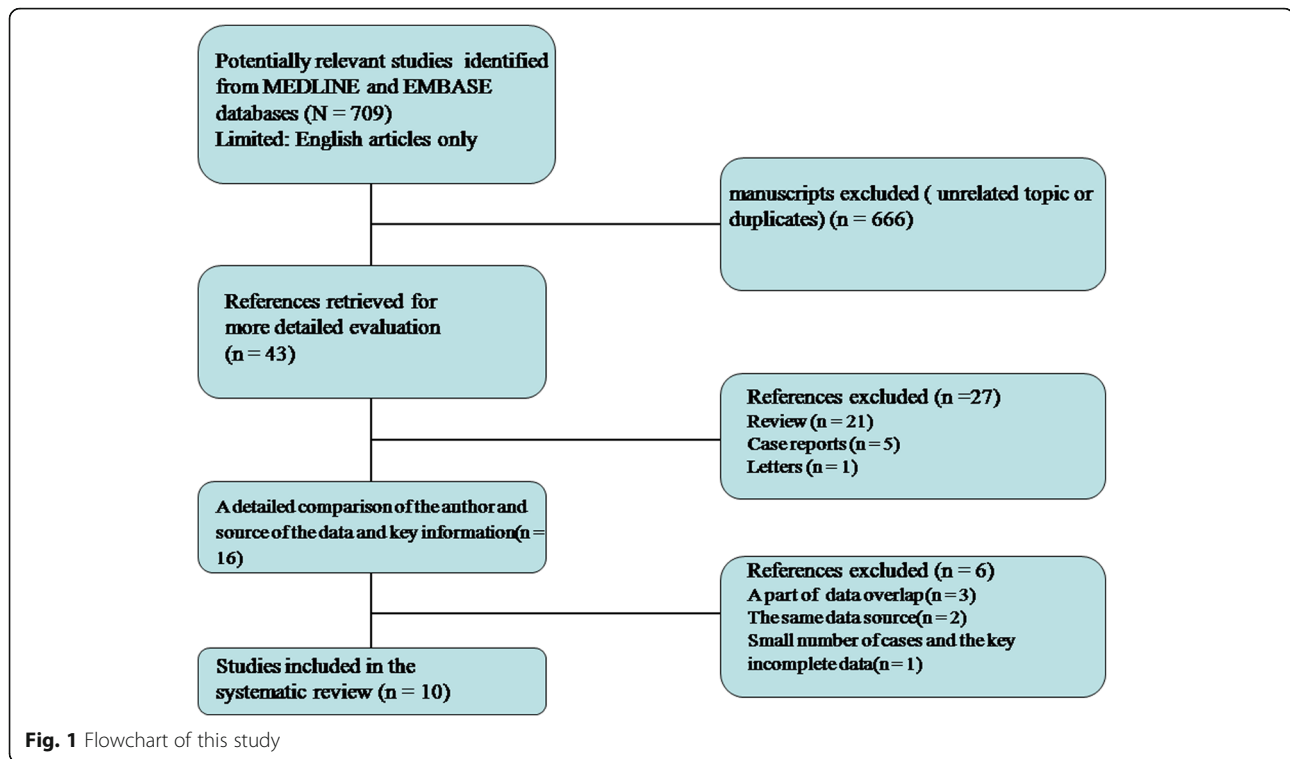 Potentially relevant studies identified
from MEDLINE and EMBASE
databases (N = 709)
Limited: English articles only
manuscripts excluded ( unrelated topic or
duplicates) (n = 666)
References retrieved for
more detailed evaluation
(n = 43)
References excluded (n =27)
Review (n = 21)
Case reports (n = 5)
Letters (n = 1)
A detailed comparison of the author and
source of the data and key information(n =
16)
References excluded (n = 6)
A part of data overlap(n = 3)
The same data source(n = 2)
Small number of cases and the key
incomplete data(n = 1)
Studies included in the
systematic review (n = 10)
Fig. 1 Flowchart of this study